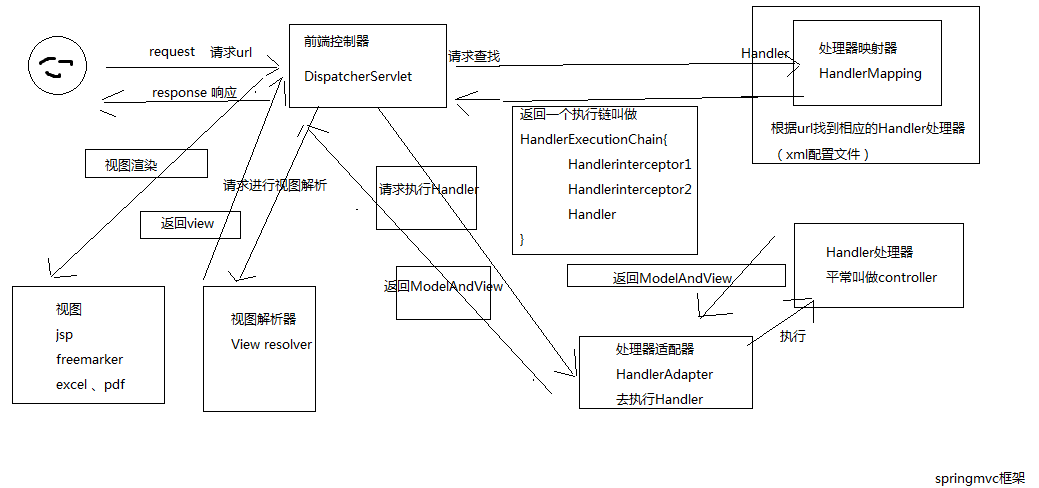 request 请求url
response 响应
前端控制器
DispatcherServlet
请求查找
Handler
处理器映射器
HandlerMapping
根据url找到相应的Handler处理器
（xml配置文件）
返回一个执行链叫做
HandlerExecutionChain{
Handlerinterceptor1
Handlerinterceptor2
Handler
}
视图渲染
请求进行视图解析
返回view
请求执行Handler
返回ModelAndView
返回ModelAndView
Handler处理器
平常叫做controller
视图
jsp
freemarker
excel 、pdf
视图解析器
View resolver
处理器适配器
HandlerAdapter
去执行Handler
执行
springmvc框架